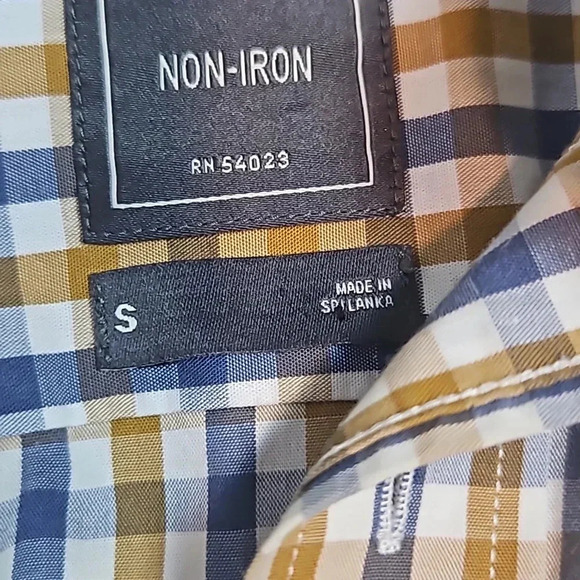 NON-IRON
RN 54023
S
MADE IN
SRI LANKA